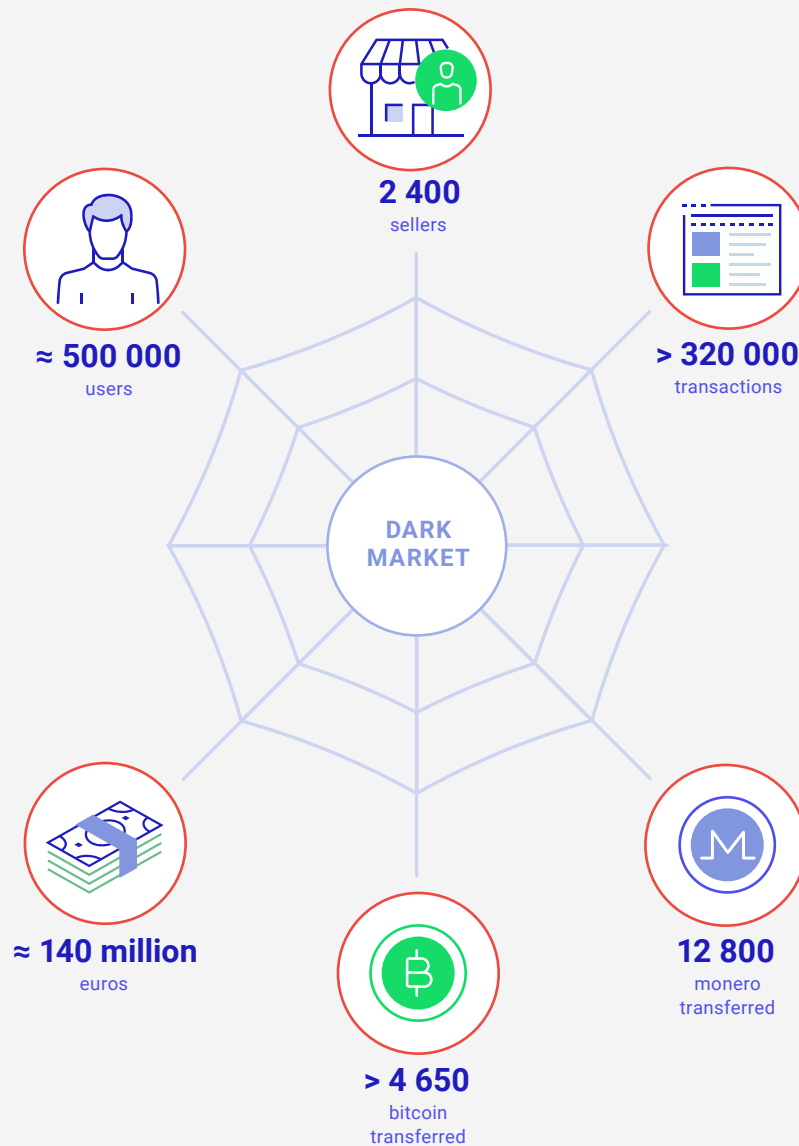 2 400
sellers
≈ 500 000
users
> 320 000
transactions
DARK
MARKET
≈ 140 million
euros
12 800
monero
transferred
> 4 650
bitcoin
transferred